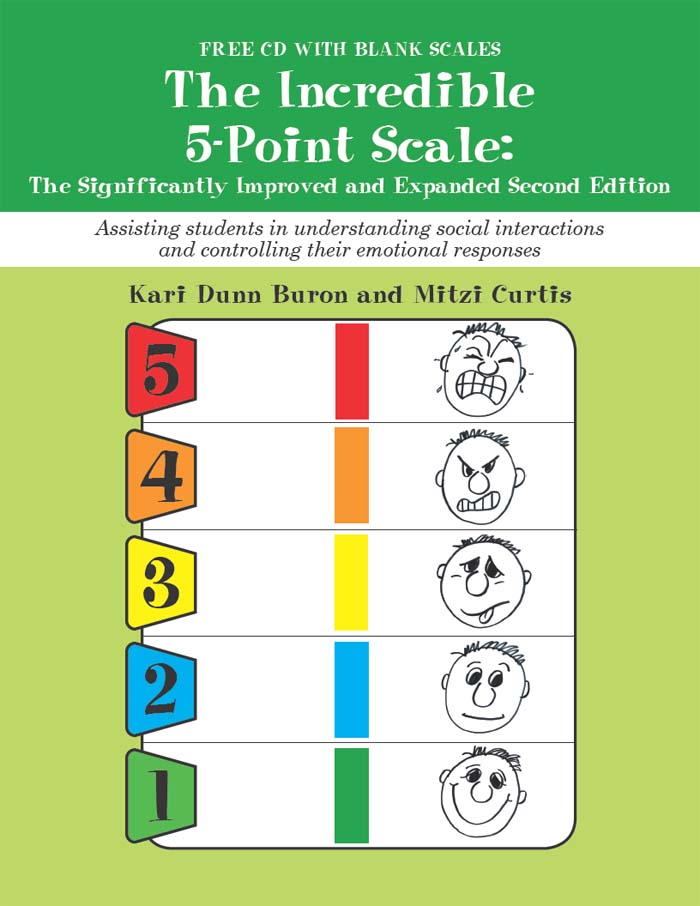 FREE CD WITH BLANK SCALES
The Incredible
5-Point Scale:
The Significantly Improved and Expanded Second Edition
Assisting students in understanding social interactions
and controlling their emotional responses
Kari Dunn Buron and Mitzi Curtis
5
4
3
2
1